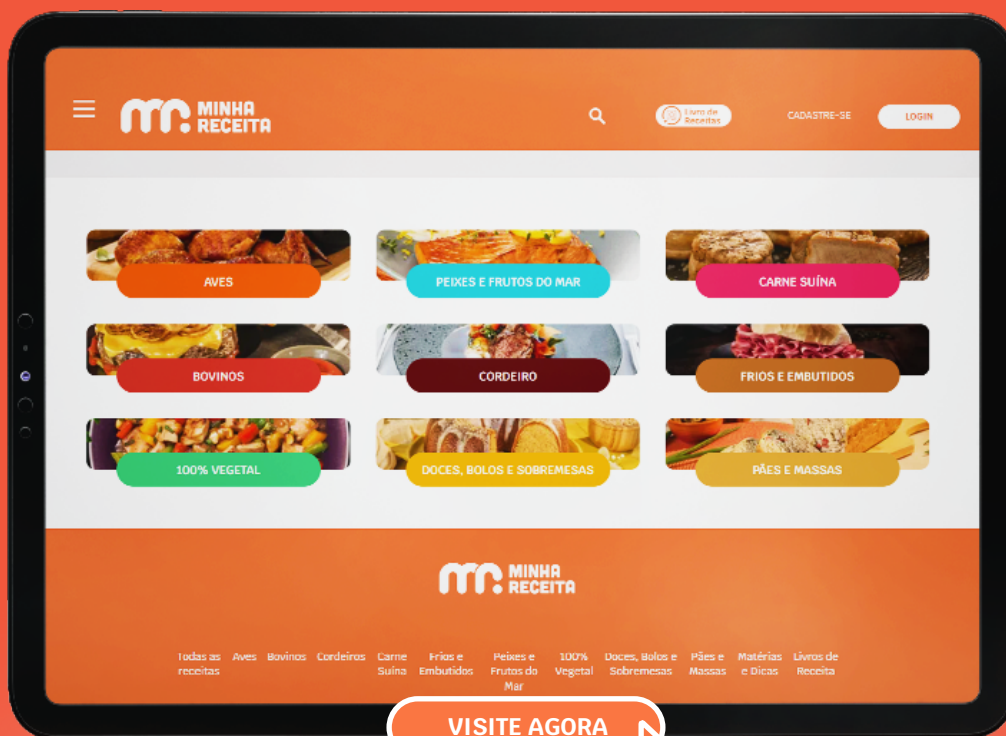 MINHA
RECEITA
Livro de
Receitas
CADASTRE-SE
LOGIN
AVES
PEIXES E FRUTOS DO MAR
CARNE SUÍNA
BOVINOS
CORDEIRO
FRIOS E EMBUTIDOS
100% VEGETAL
DOCES, BOLOS E SOBREMESAS
PÃES E MASSAS
MINHA
RECEITA
Todas as receitas
Aves
Bovinos
Cordeiros
Carne Suína
Frios e Embutidos
Peixes e Frutos do Mar
100% Vegetal
Doces, Bolos e Sobremesas
Pães e Massas
Matérias e Dicas
Livros de Receita
VISITE AGORA